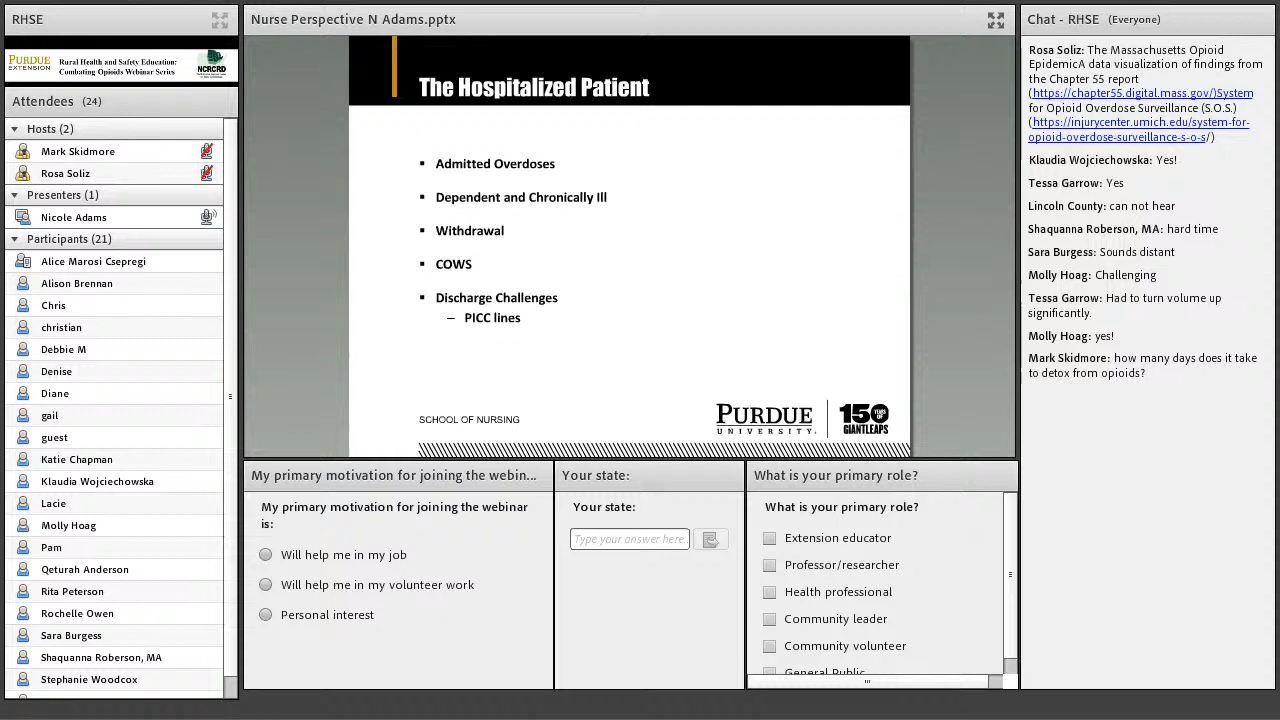 RHSE
PURDUE
EXTENSION
Rural Health and Safety Education:
Combating Opioids Webinar Series
NCRCRD
Attendees (24)
Hosts (2)
Mark Skidmore
Rosa Soliz
Presenters (1)
Nicole Adams
Participants (21)
Alice Marosi Csepregi
Alison Brennan
Chris
christian
Debbie M
Denise
Diane
gail
guest
Katie Chapman
Klaudia Wojciechowska
Lacie
Molly Hoag
Pam
Qeturah Anderson
Rita Peterson
Rochelle Owen
Sara Burgess
Shaquanna Roberson, MA
Stephanie Woodcox
Nurse Perspective N Adams.pptx
The Hospitalized Patient
▪ Admitted Overdoses
▪ Dependent and Chronically Ill
▪ Withdrawal
▪ COWS
▪ Discharge Challenges
– PICC lines
SCHOOL OF NURSING
PURDUE
UNIVERSITY.
150
YEARS OF
GIANT LEAPS
My primary motivation for joining the webin...
My primary motivation for joining the webinar
is:
Will help me in my job
Will help me in my volunteer work
Personal interest
Your state:
Your state:
Type your answer here.
What is your primary role?
What is your primary role?
Extension educator
Professor/researcher
Health professional
Community leader
Community volunteer
General Public
Chat - RHSE (Everyone)
Rosa Soliz: The Massachusetts Opioid
EpidemicA data visualization of findings from
the Chapter 55 report
(https://chapter55.digital.mass.gov/)System
for Opioid Overdose Surveillance (S.O.S.)
(https://injurycenter.umich.edu/system-for-
opioid-overdose-surveillance-s-o-s/)
Klaudia Wojciechowska: Yes!
Tessa Garrow: Yes
Lincoln County: can not hear
Shaquanna Roberson, MA: hard time
Sara Burgess: Sounds distant
Molly Hoag: Challenging
Tessa Garrow: Had to turn volume up
significantly.
Molly Hoag: yes!
Mark Skidmore: how many days does it take
to detox from opioids?